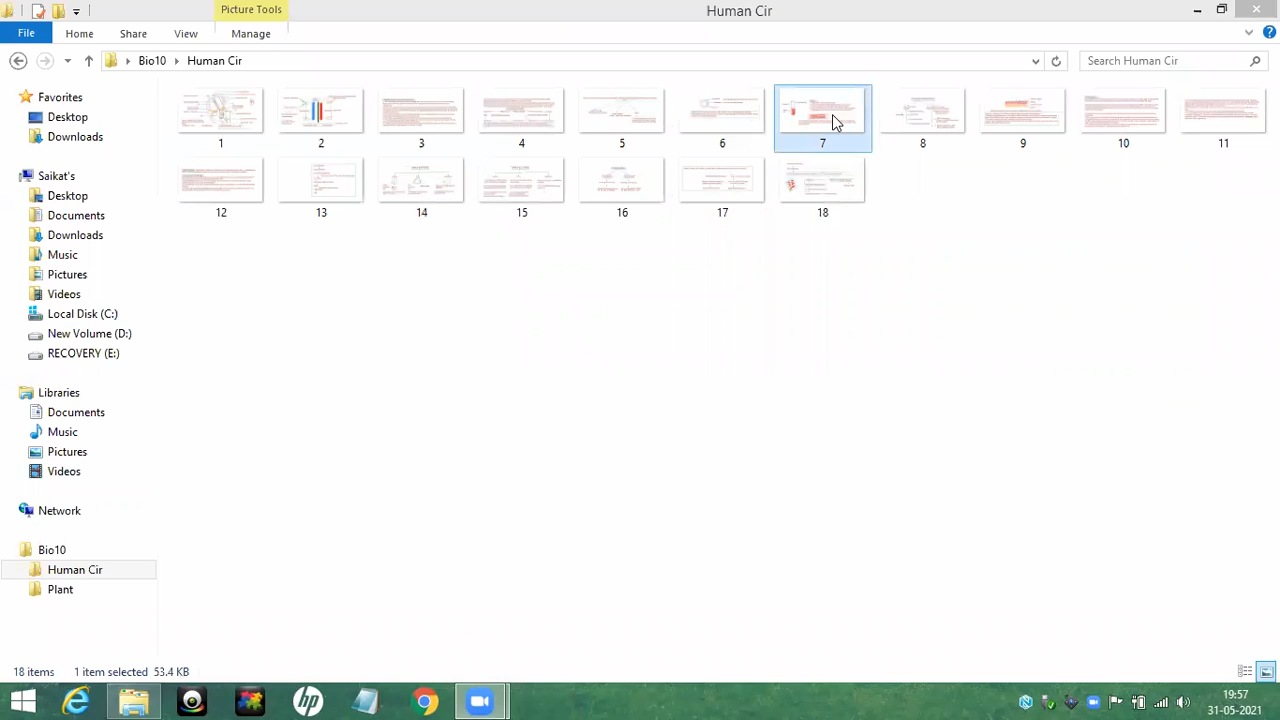 Picture Tools
Human Cir
File
Home
Share
View
Manage
Bio10
Human Cir
Search Human Cir
Favorites
Desktop
Downloads
Saikat's
Desktop
Documents
Downloads
Music
Pictures
Videos
Local Disk (C:)
New Volume (D:)
RECOVERY (E:)
Libraries
Documents
Music
Pictures
Videos
Network
Bio10
Human Cir
Plant
1
2
3
4
5
6
7
8
9
10
11
12
13
14
15
16
17
18
18 items
1 item selected 53.4 KB
hp
19:57
31-05-2021